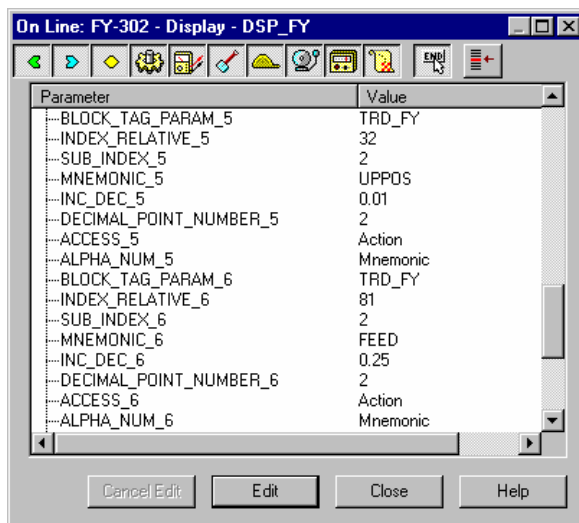 On Line: FY-302 - Display - DSP_FY
END
Parameter Value
BLOCK_TAG_PARAM_5 TRD_FY
INDEX_RELATIVE_5 32
SUB_INDEX_5 2
MNEMONIC_5 UPPOS
INC_DEC_5 0.01
DECIMAL_POINT_NUMBER_5 2
ACCESS_5 Action
ALPHA_NUM_5 Mnemonic
BLOCK_TAG_PARAM_6 TRD_FY
INDEX_RELATIVE_6 81
SUB_INDEX_6 2
MNEMONIC_6 FEED
INC_DEC_6 0.25
DECIMAL_POINT_NUMBER_6 2
ACCESS_6 Action
ALPHA_NUM_6 Mnemonic
Cancel Edit Edit Close Help